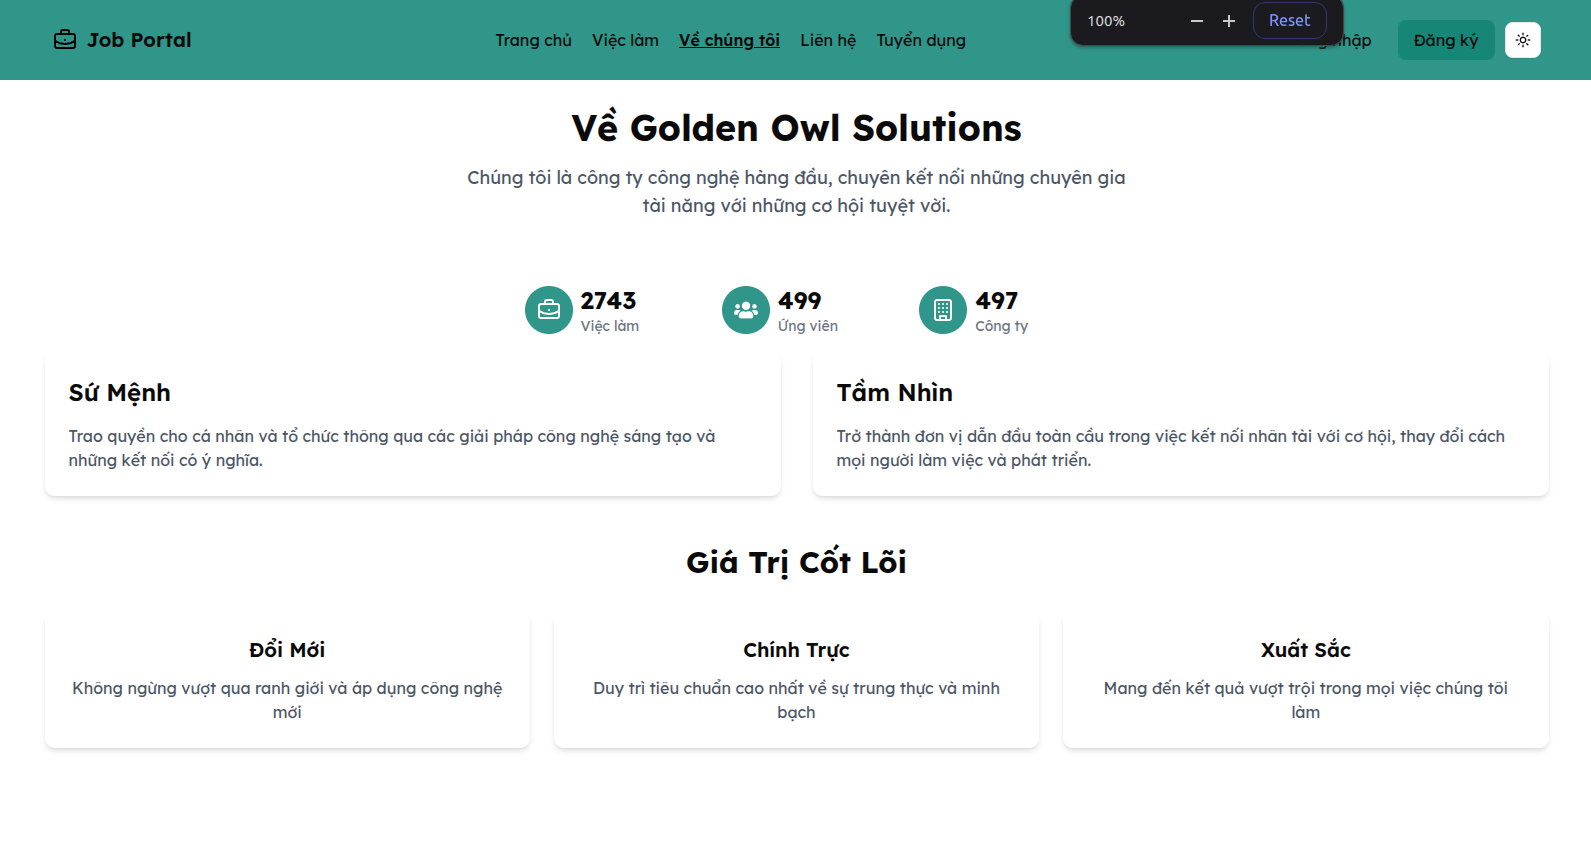 Job Portal
Trang chủ Việc làm Về chúng tôi Liên hệ Tuyển dụng
100% Reset
Đăng ký
Về Golden Owl Solutions
Chúng tôi là công ty công nghệ hàng đầu, chuyên kết nối những chuyên gia
tài năng với những cơ hội tuyệt vời.
2743
Việc làm
499
Ứng viên
497
Công ty
Sứ Mệnh
Trao quyền cho cá nhân và tổ chức thông qua các giải pháp công nghệ sáng tạo và
những kết nối có ý nghĩa.
Tầm Nhìn
Trở thành đơn vị dẫn đầu toàn cầu trong việc kết nối nhân tài với cơ hội, thay đổi cách
mọi người làm việc và phát triển.
Giá Trị Cốt Lõi
Đổi Mới
Không ngừng vượt qua ranh giới và áp dụng công nghệ
mới
Chính Trực
Duy trì tiêu chuẩn cao nhất về sự trung thực và minh
bạch
Xuất Sắc
Mang đến kết quả vượt trội trong mọi việc chúng tôi
làm